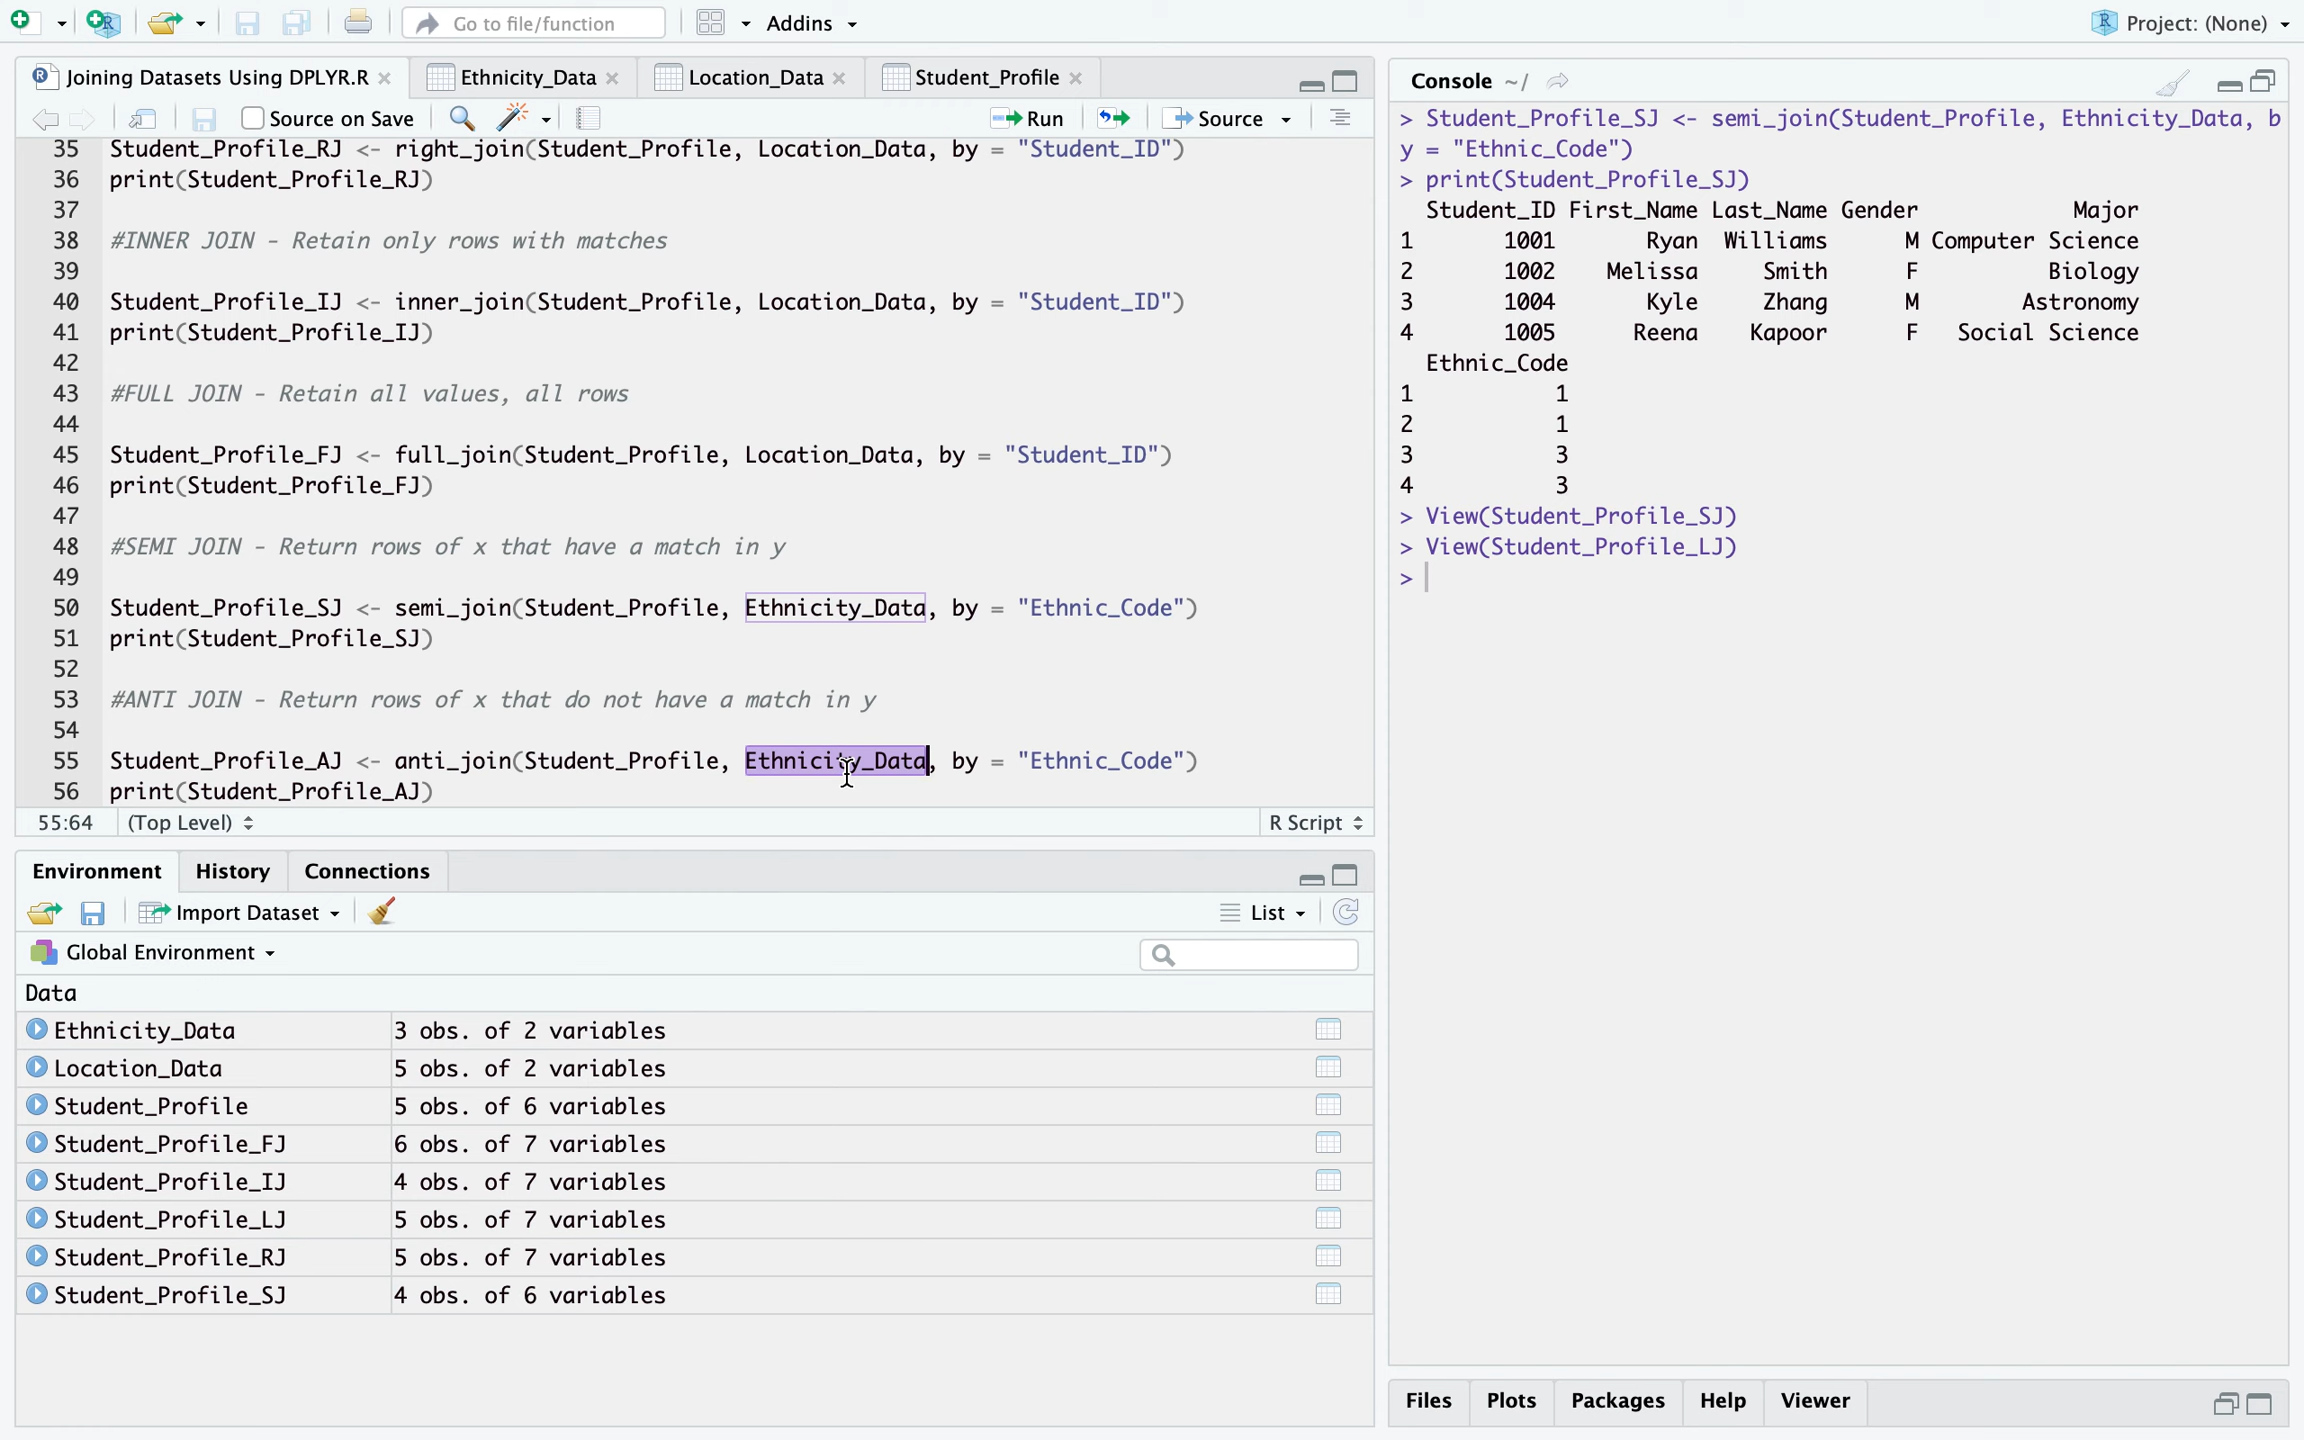 Go to file/function
Addins
Project: (None)
Joining Datasets Using DPLYR.R
Ethnicity_Data
Location_Data
Student_Profile
Source on Save
Run
Source
35 Student_Profile_RJ <- right_join(Student_Profile, Location_Data, by = "Student_ID")
36 print(Student_Profile_RJ)
37
38 #INNER JOIN - Retain only rows with matches
39
40 Student_Profile_IJ <- inner_join(Student_Profile, Location_Data, by = "Student_ID")
41 print(Student_Profile_IJ)
42
43 #FULL JOIN - Retain all values, all rows
44
45 Student_Profile_FJ <- full_join(Student_Profile, Location_Data, by = "Student_ID")
46 print(Student_Profile_FJ)
47
48 #SEMI JOIN - Return rows of x that have a match in y
49
50 Student_Profile_SJ <- semi_join(Student_Profile, Ethnicity_Data, by = "Ethnic_Code")
51 print(Student_Profile_SJ)
52
53 #ANTI JOIN - Return rows of x that do not have a match in y
54
55 Student_Profile_AJ <- anti_join(Student_Profile, Ethnicity_Data, by = "Ethnic_Code")
56 print(Student_Profile_AJ)
55:64 (Top Level) R Script
Environment History Connections
Import Dataset List
Global Environment
Data
Ethnicity_Data 3 obs. of 2 variables
Location_Data 5 obs. of 2 variables
Student_Profile 5 obs. of 6 variables
Student_Profile_FJ 6 obs. of 7 variables
Student_Profile_IJ 4 obs. of 7 variables
Student_Profile_LJ 5 obs. of 7 variables
Student_Profile_RJ 5 obs. of 7 variables
Student_Profile_SJ 4 obs. of 6 variables
Console ~/
> Student_Profile_SJ <- semi_join(Student_Profile, Ethnicity_Data, b
y = "Ethnic_Code")
> print(Student_Profile_SJ)
Student_ID First_Name Last_Name Gender Major
1 1001 Ryan Williams M Computer Science
2 1002 Melissa Smith F Biology
3 1004 Kyle Zhang M Astronomy
4 1005 Reena Kapoor F Social Science
Ethnic_Code
1 1
2 1
3 3
4 3
> View(Student_Profile_SJ)
> View(Student_Profile_LJ)
>
Files Plots Packages Help Viewer